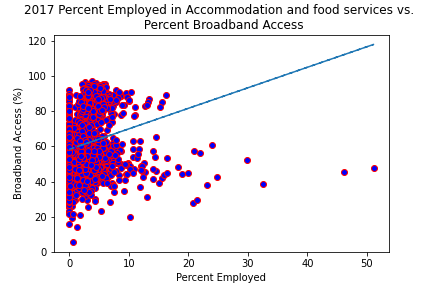 2017 Percent Employed in Accommodation and food services vs.
Percent Broadband Access
120
100
80
60
40
20
0
Broadband Access (%)
0 10 20 30 40 50
Percent Employed